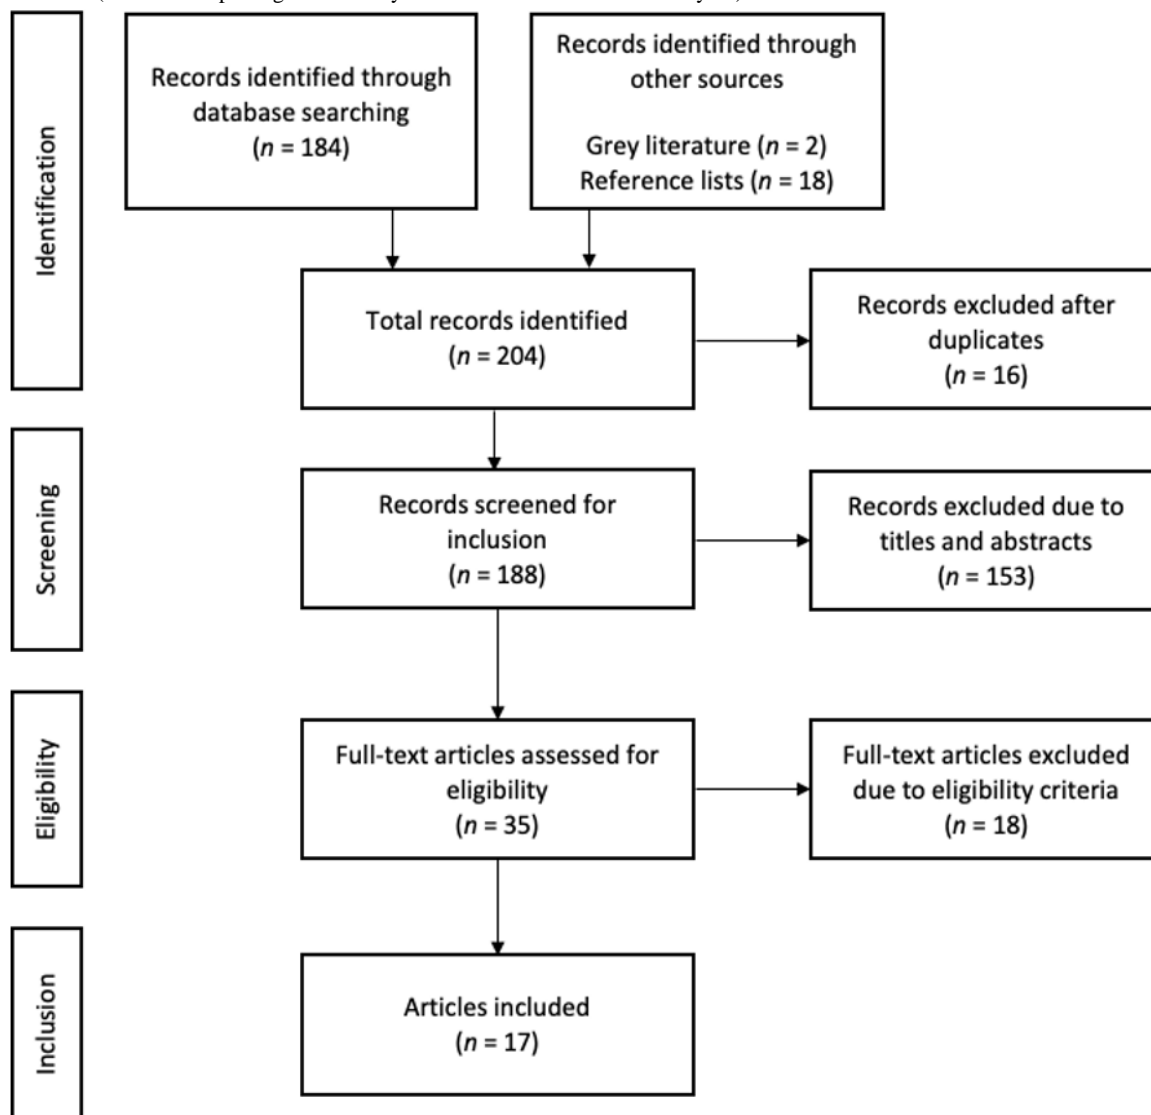 Identification
Records identified through
database searching
(n = 184)
Records identified through
other sources
Grey literature (n = 2)
Reference lists (n = 18)
Total records identified
(n = 204)
Records excluded after
duplicates
(n = 16)
Screening
Records screened for
inclusion
(n = 188)
Records excluded due to
titles and abstracts
(n = 153)
Eligibility
Full-text articles assessed for
eligibility
(n = 35)
Full-text articles excluded
due to eligibility criteria
(n = 18)
Inclusion
Articles included
(n = 17)